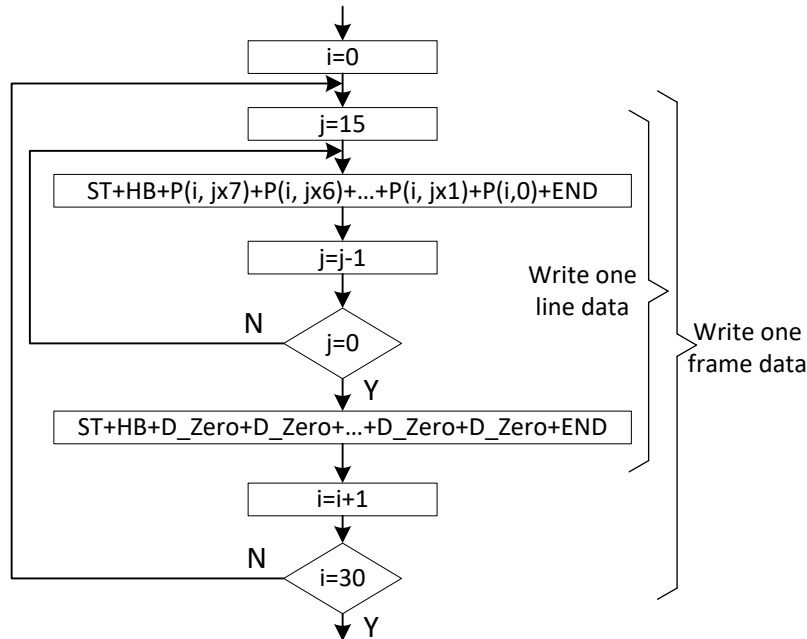 i=0
j=15
ST+HB+P(i, jx7)+P(i, jx6)+...+P(i, jx1)+P(i,0)+END
j=j-1
Write one
line data
N
j=0
Write one
frame data
Y
ST+HB+D_Zero+D_Zero+...+D_Zero+D_Zero+END
i=i+1
N
i=30
Y